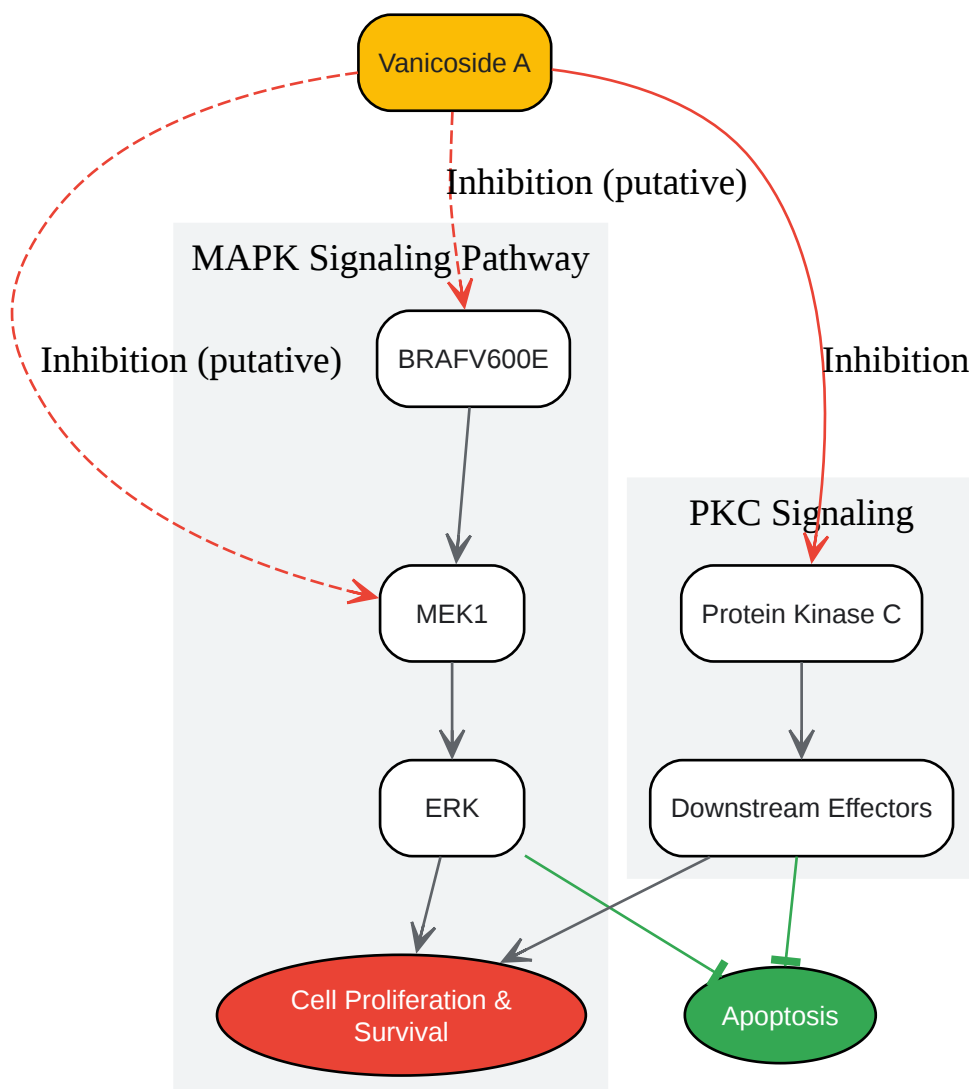 Vanicoside A
Inhibition (putative)
MAPK Signaling Pathway
Inhibition (putative)
BRAFV600E
Inhibition
PKC Signaling
MEK1
Protein Kinase C
ERK
Downstream Effectors
Cell Proliferation &
Survival
Apoptosis